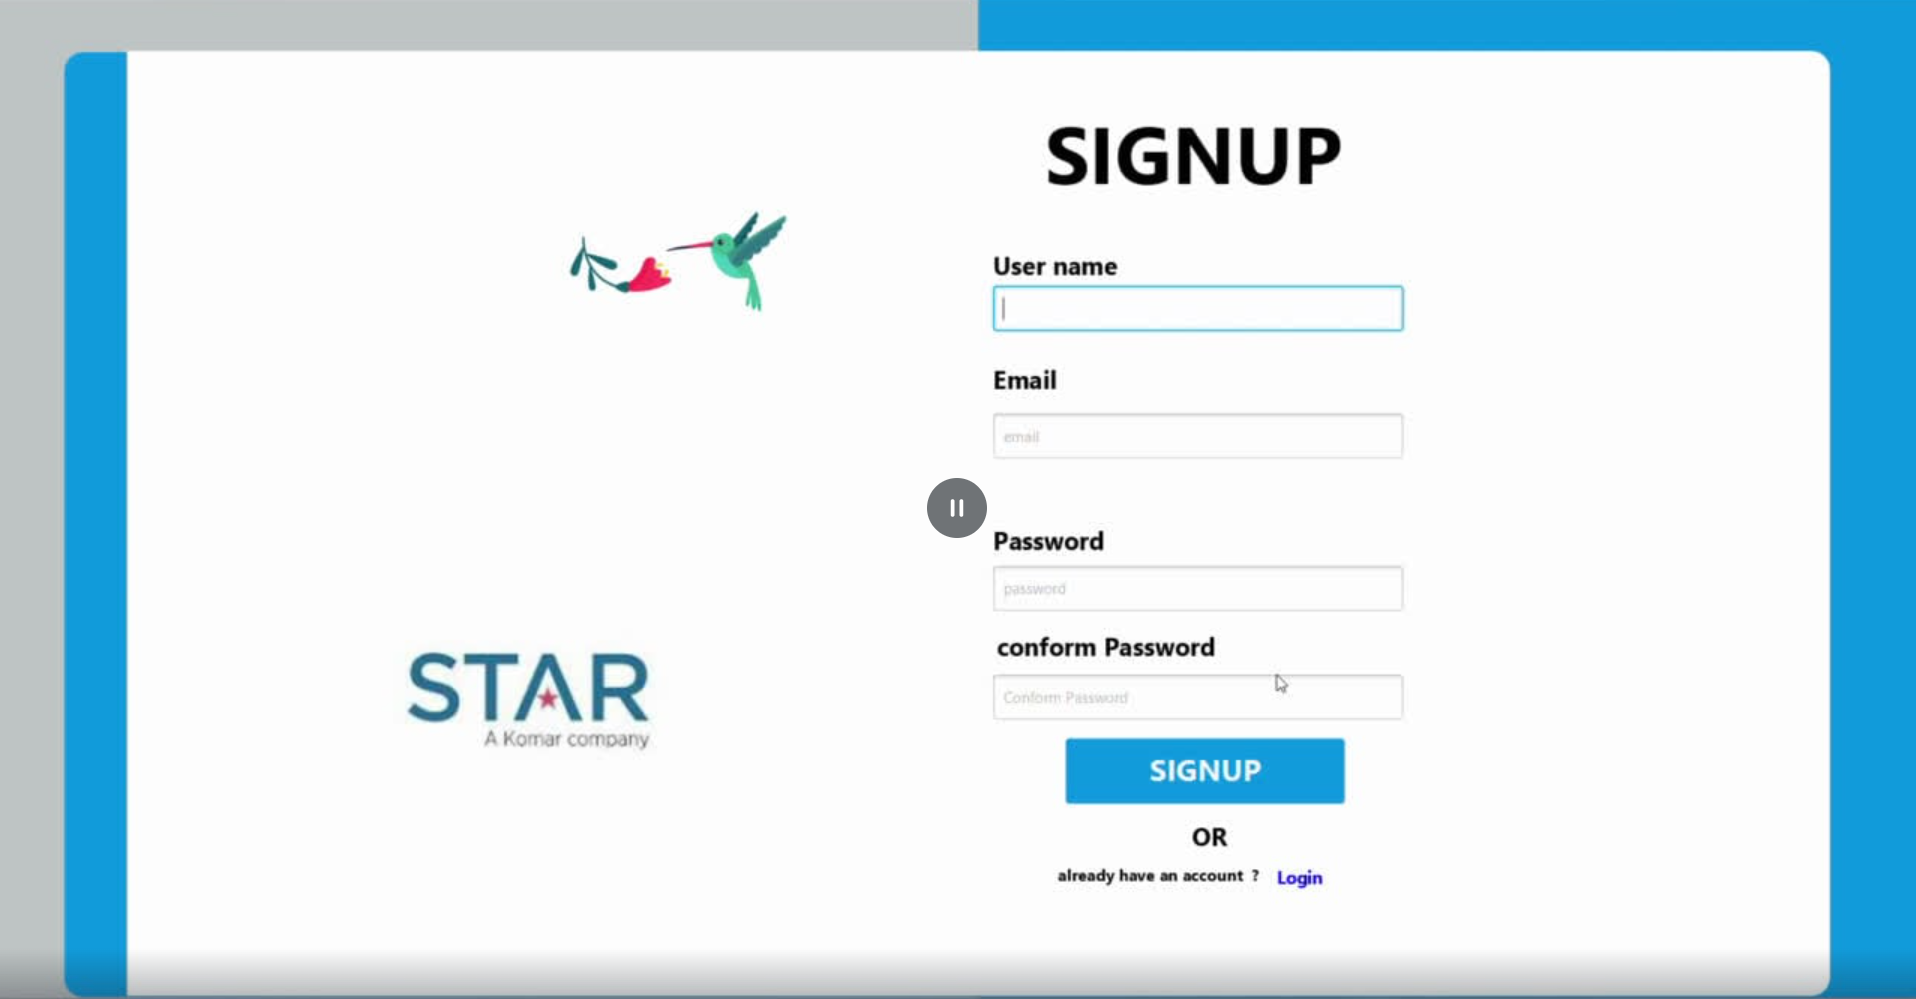 SIGNUP
User name
Email
email
Password
password
conform Password
Conform Password
STAR
A Komar company
SIGNUP
OR
already have an account ? Login